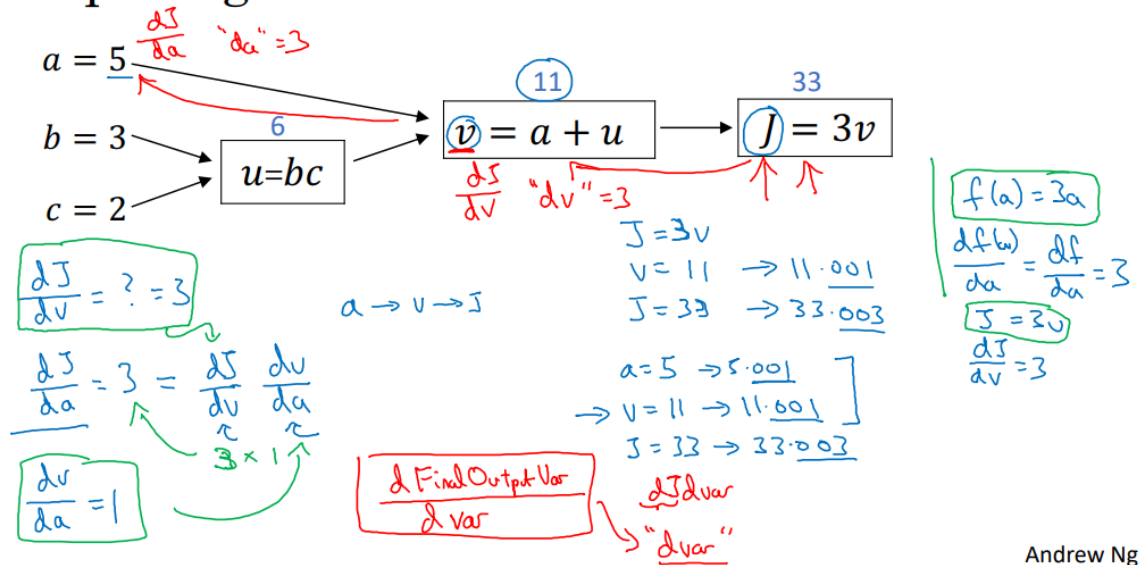 dJ/da "da" = 3
a = 5
b = 3
c = 2
6
u=bc
11
v = a + u
33
J = 3v
dJ/dv "dv" = 3
J = 3v
v = 11 → 11.001
J = 33 → 33.003
f(a) = 3a
df(a)/da = df/da = 3
J = 3v
dJ/dv = 3
dJ/dv = ? = 3
a → v → J
dJ/da = 3 = dJ/dv dv/da
3 × 1
dv/da = 1
a = 5 → 5.001
→ v = 11 → 11.001
J = 33 → 33.003
d FinalOutputVar / d var
dJdvar
"dvar"
Andrew Ng